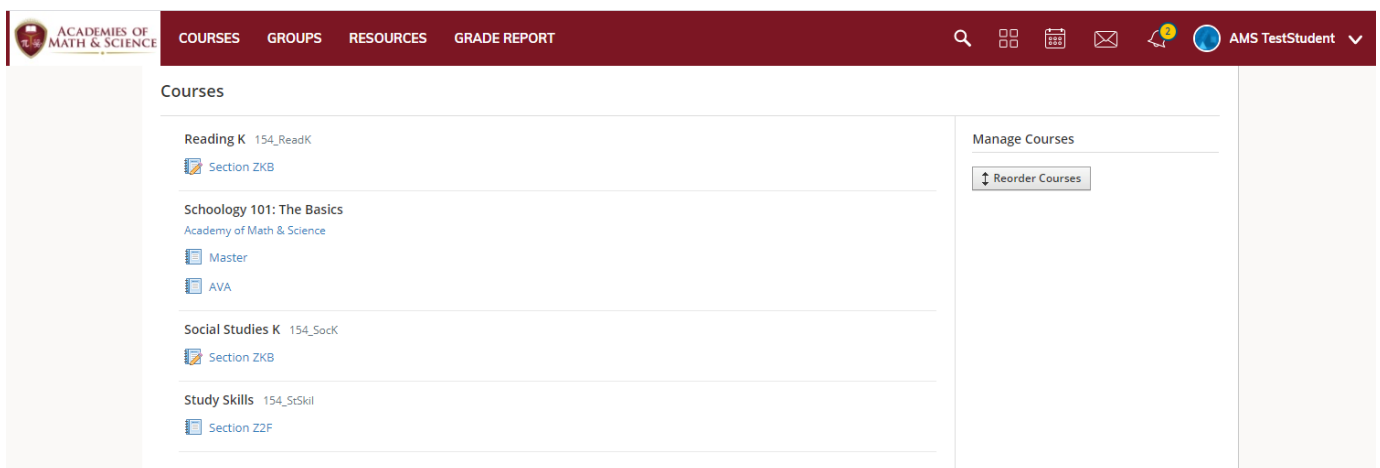 ACADEMIES OF
MATH & SCIENCE
COURSES GROUPS RESOURCES GRADE REPORT 2 AMS TestStudent
Courses
Reading K 154_ReadK
Section ZKB
Schoology 101: The Basics
Academy of Math & Science
Master
AVA
Social Studies K 154_SocK
Section ZKB
Study Skills 154_StSkil
Section Z2F
Manage Courses
Reorder Courses